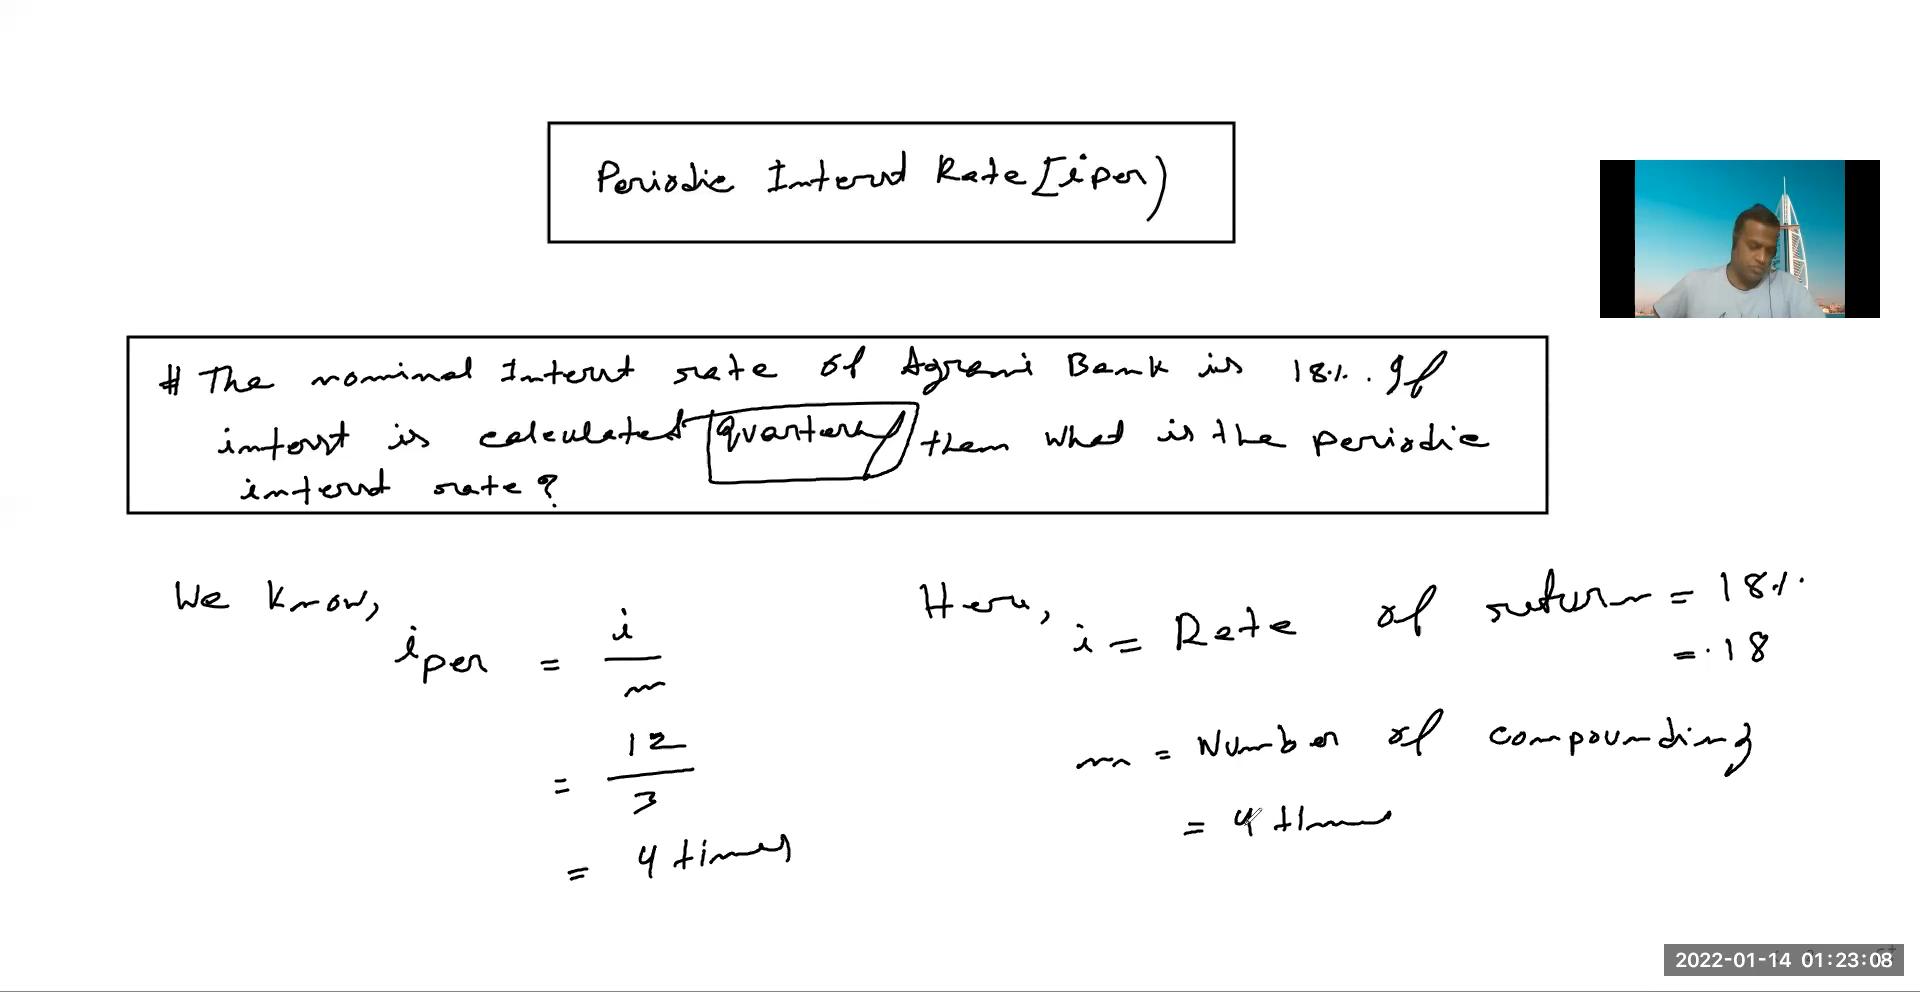 Periodic Interest Rate [iper)
# The nominal Interest rate of Agrani Bank is 18%. If
interest is calculated quarterly then what is the periodic
interest rate?
We know,
iper = i / m
= 12 / 3
= 4 times
Here,
i = Rate of return = 18%.
= .18
m = Number of compounding
= 4 times
2022-01-14 01:23:08